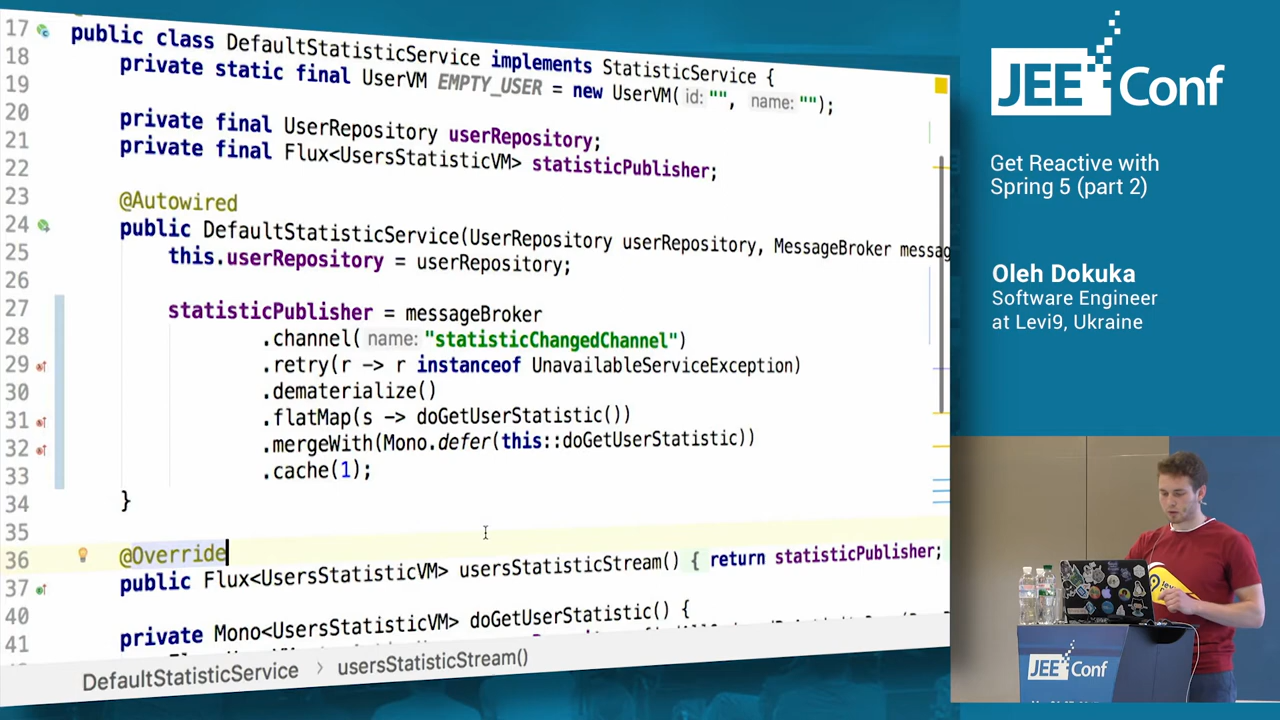 17 public class DefaultStatisticService implements StatisticService {
18 private static final UserVM EMPTY_USER = new UserVM( id: "", name: "");
19
20 private final UserRepository userRepository;
21 private final Flux<UsersStatisticVM> statisticPublisher;
22
23 @Autowired
24 public DefaultStatisticService(UserRepository userRepository, MessageBroker messag
25 this.userRepository = userRepository;
26
27 statisticPublisher = messageBroker
28 .channel( name: "statisticChangedChannel")
29 .retry(r -> r instanceof UnavailableServiceException)
30 .dematerialize()
31 .flatMap(s -> doGetUserStatistic())
32 .mergeWith(Mono.defer(this::doGetUserStatistic))
33 .cache(1);
34 }
35
36 @Override
37 public Flux<UsersStatisticVM> usersStatisticStream() { return statisticPublisher;
40
41 private Mono<UsersStatisticVM> doGetUserStatistic() {
DefaultStatisticService > usersStatisticStream()
JEE Conf
Get Reactive with
Spring 5 (part 2)
Oleh Dokuka
Software Engineer
at Levi9, Ukraine
JEE Conf